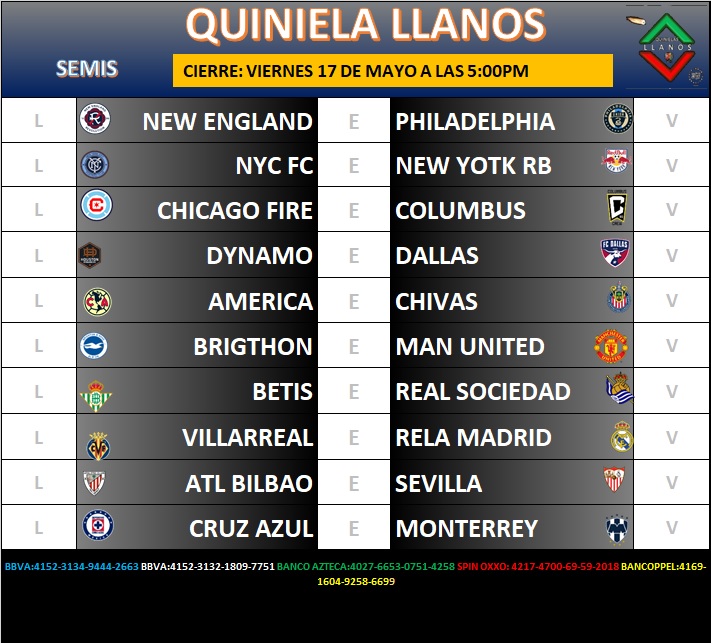 QUINIELA LLANOS
QUINIELAS
LLANOS
SEMIS
CIERRE: VIERNES 17 DE MAYO A LAS 5:00PM
L NEW ENGLAND E PHILADELPHIA V
L NYC FC E NEW YOTK RB V
L CHICAGO FIRE E COLUMBUS V
L DYNAMO E DALLAS V
L AMERICA E CHIVAS V
L BRIGTHON E MAN UNITED V
L BETIS E REAL SOCIEDAD V
L VILLARREAL E RELA MADRID V
L ATL BILBAO E SEVILLA V
L CRUZ AZUL E MONTERREY V
BBVA:4152-3134-9444-2663 BBVA:4152-3132-1809-7751 BANCO AZTECA:4027-6653-0751-4258 SPIN OXXO: 4217-4700-69-59-2018 BANCOPPEL:4169-
1604-9258-6699